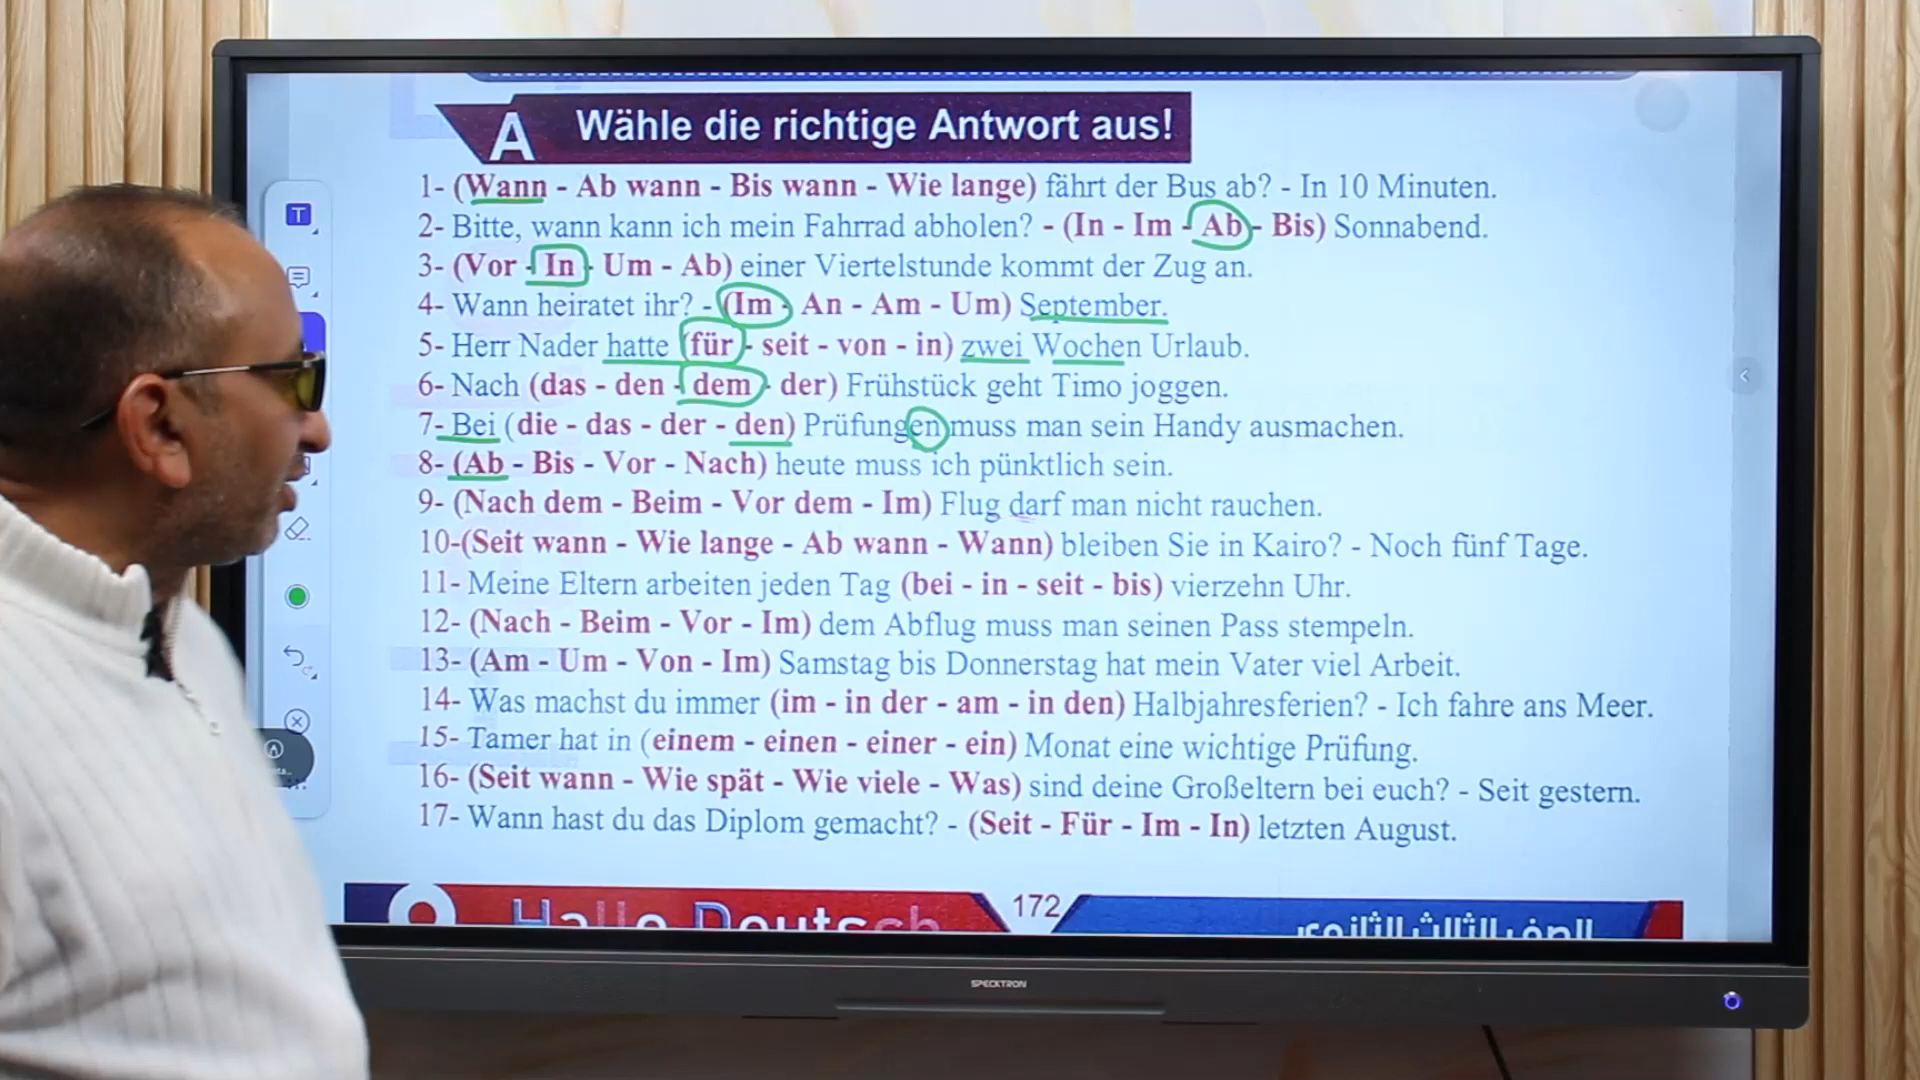 A Wähle die richtige Antwort aus!
1- (Wann - Ab wann - Bis wann - Wie lange) fährt der Bus ab? - In 10 Minuten.
2- Bitte, wann kann ich mein Fahrrad abholen? - (In - Im - Ab - Bis) Sonnabend.
3- (Vor - In - Um - Ab) einer Viertelstunde kommt der Zug an.
4- Wann heiratet ihr? - (Im - An - Am - Um) September.
5- Herr Nader hatte (für - seit - von - in) zwei Wochen Urlaub.
6- Nach (das - den - dem - der) Frühstück geht Timo joggen.
7- Bei (die - das - der - den) Prüfungen muss man sein Handy ausmachen.
8- (Ab - Bis - Vor - Nach) heute muss ich pünktlich sein.
9- (Nach dem - Beim - Vor dem - Im) Flug darf man nicht rauchen.
10-(Seit wann - Wie lange - Ab wann - Wann) bleiben Sie in Kairo? - Noch fünf Tage.
11- Meine Eltern arbeiten jeden Tag (bei - in - seit - bis) vierzehn Uhr.
12- (Nach - Beim - Vor - Im) dem Abflug muss man seinen Pass stempeln.
13- (Am - Um - Von - Im) Samstag bis Donnerstag hat mein Vater viel Arbeit.
14- Was machst du immer (im - in der - am - in den) Halbjahresferien? - Ich fahre ans Meer.
15- Tamer hat in (einem - einen - einer - ein) Monat eine wichtige Prüfung.
16- (Seit wann - Wie spät - Wie viele - Was) sind deine Großeltern bei euch? - Seit gestern.
17- Wann hast du das Diplom gemacht? - (Seit - Für - Im - In) letzten August.
Hallo Deutsch 172 الصف الثالث الثانوى
SPECKTRON